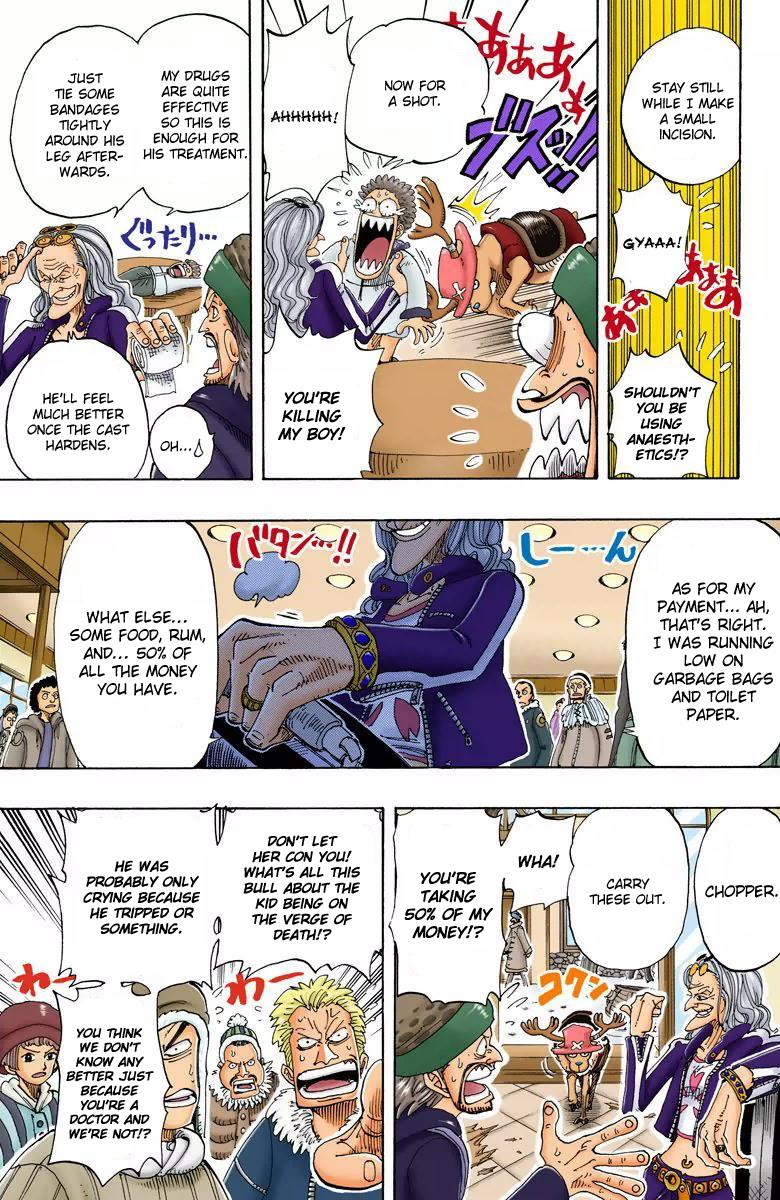 STAY STILL
WHILE I MAKE
A SMALL
INCISION.
GYAAA!
あぁ
あぁぁ
SHOULDN'T
YOU BE
USING
ANAESTH-
ETICS!?
あぁあぁぁ
ブスッ!!
NOW FOR
A SHOT.
AHHHHH!
YOU'RE
KILLING
MY BOY!
MY DRUGS
ARE QUITE
EFFECTIVE
SO THIS IS
ENOUGH FOR
HIS TREATMENT.
JUST
TIE SOME
BANDAGES
TIGHTLY
AROUND HIS
LEG AFTER-
WARDS.
ぐったり…
HE'LL FEEL
MUCH BETTER
ONCE THE CAST
HARDENS.
OH...
しー…ん
AS FOR MY
PAYMENT... AH,
THAT'S RIGHT.
I WAS RUNNING
LOW ON
GARBAGE BAGS
AND TOILET
PAPER.
バタン…!!
WHAT ELSE...
SOME FOOD, RUM,
AND... 50% OF
ALL THE MONEY
YOU HAVE.
CHOPPER.
CARRY
THESE OUT.
WHA!
YOU'RE
TAKING
50% OF MY
MONEY!?
コクン
DON'T LET
HER CON YOU!
WHAT'S ALL THIS
BULL ABOUT THE
KID BEING ON
THE VERGE OF
DEATH!?
HE WAS
PROBABLY ONLY
CRYING BECAUSE
HE TRIPPED OR
SOMETHING.
わー
わー
YOU THINK
WE DON'T
KNOW ANY
BETTER JUST
BECAUSE
YOU'RE A
DOCTOR AND
WE'RE NOT!?